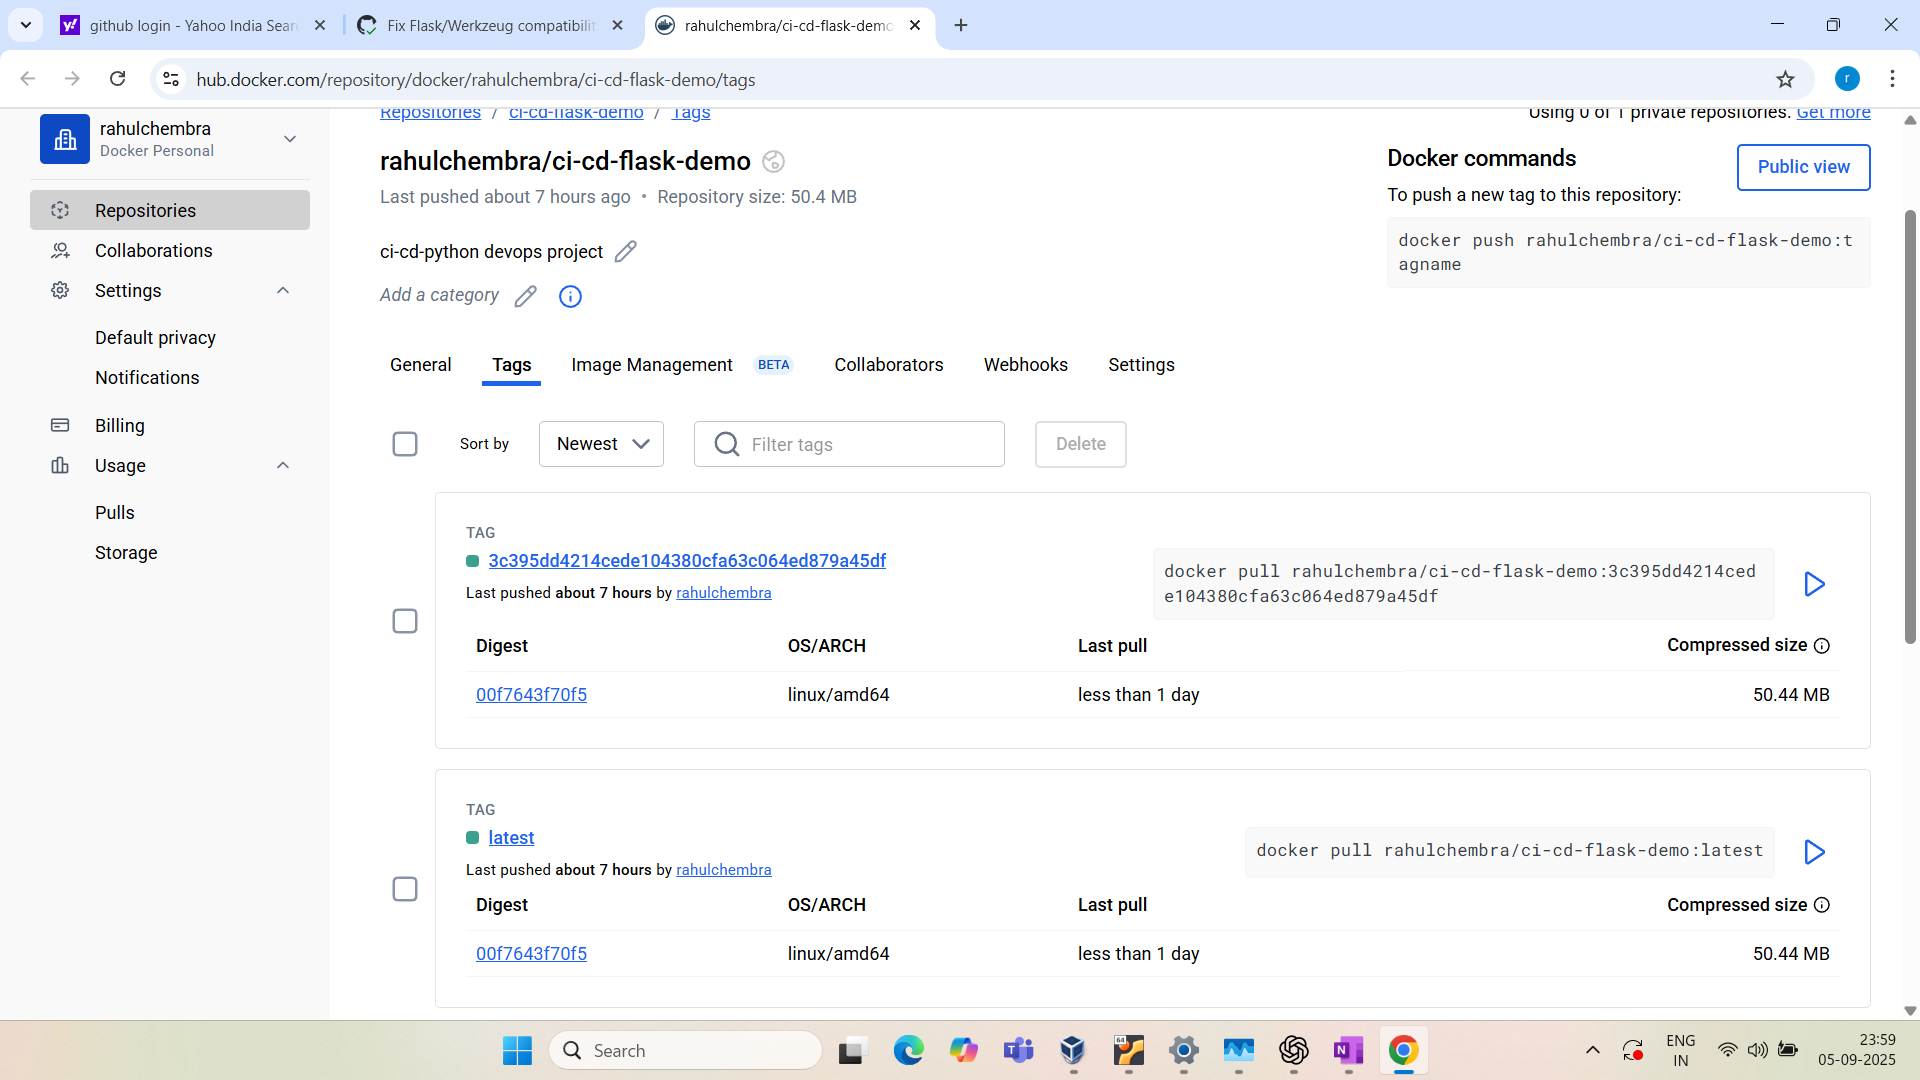 github login - Yahoo India Sear
Fix Flask/Werkzeug compatibilit
rahulchembra/ci-cd-flask-demo
hub.docker.com/repository/docker/rahulchembra/ci-cd-flask-demo/tags
r
rahulchembra
Docker Personal
Repositories
Collaborations
Settings
Default privacy
Notifications
Billing
Usage
Pulls
Storage
Repositories / ci-cd-flask-demo / Tags
Using 0 of 1 private repositories. Get more
rahulchembra/ci-cd-flask-demo
Last pushed about 7 hours ago • Repository size: 50.4 MB
ci-cd-python devops project
Add a category
Docker commands
Public view
To push a new tag to this repository:
docker push rahulchembra/ci-cd-flask-demo:t
agname
General Tags Image Management BETA Collaborators Webhooks Settings
Sort by Newest Filter tags Delete
TAG
3c395dd4214cede104380cfa63c064ed879a45df
Last pushed about 7 hours by rahulchembra
docker pull rahulchembra/ci-cd-flask-demo:3c395dd4214ced
e104380cfa63c064ed879a45df
Digest OS/ARCH Last pull Compressed size
00f7643f70f5 linux/amd64 less than 1 day 50.44 MB
TAG
latest
Last pushed about 7 hours by rahulchembra
docker pull rahulchembra/ci-cd-flask-demo:latest
Digest OS/ARCH Last pull Compressed size
00f7643f70f5 linux/amd64 less than 1 day 50.44 MB
Search
64
ENG
IN
23:59
05-09-2025